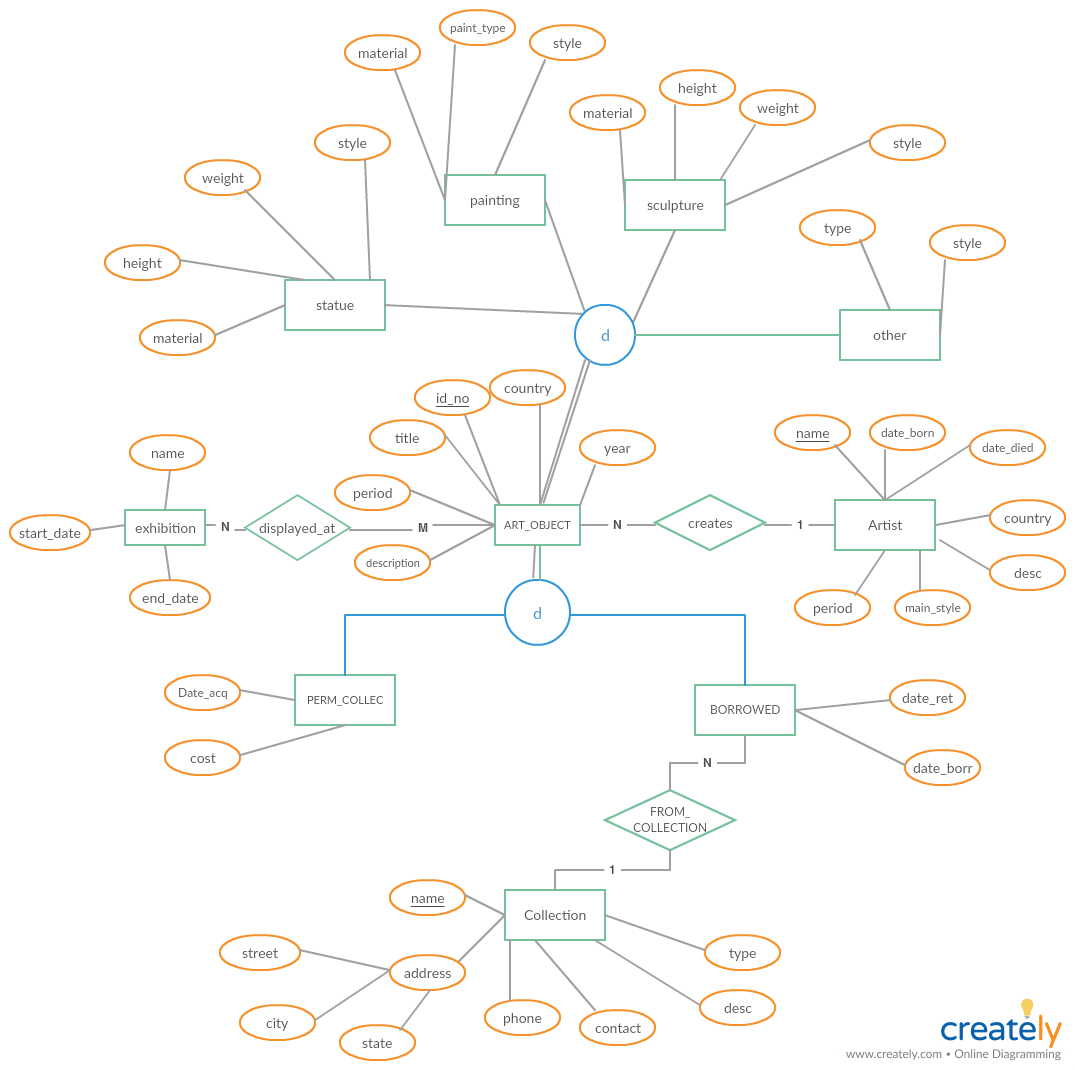 paint_type
material
style
height
material
weight
style
style
weight
painting
sculpture
type
style
height
statue
material
d
other
id_no
country
title
name
date_born
year
date_died
name
period
start_date
exhibition
N
displayed_at
M
ART_OBJECT
N
creates
1
Artist
country
description
desc
end_date
d
period
main_style
Date_acq
PERM_COLLEC
BORROWED
date_ret
cost
N
date_borr
FROM_
COLLECTION
1
name
Collection
street
address
type
city
phone
contact
desc
state
creately
www.creately.com • Online Diagramming